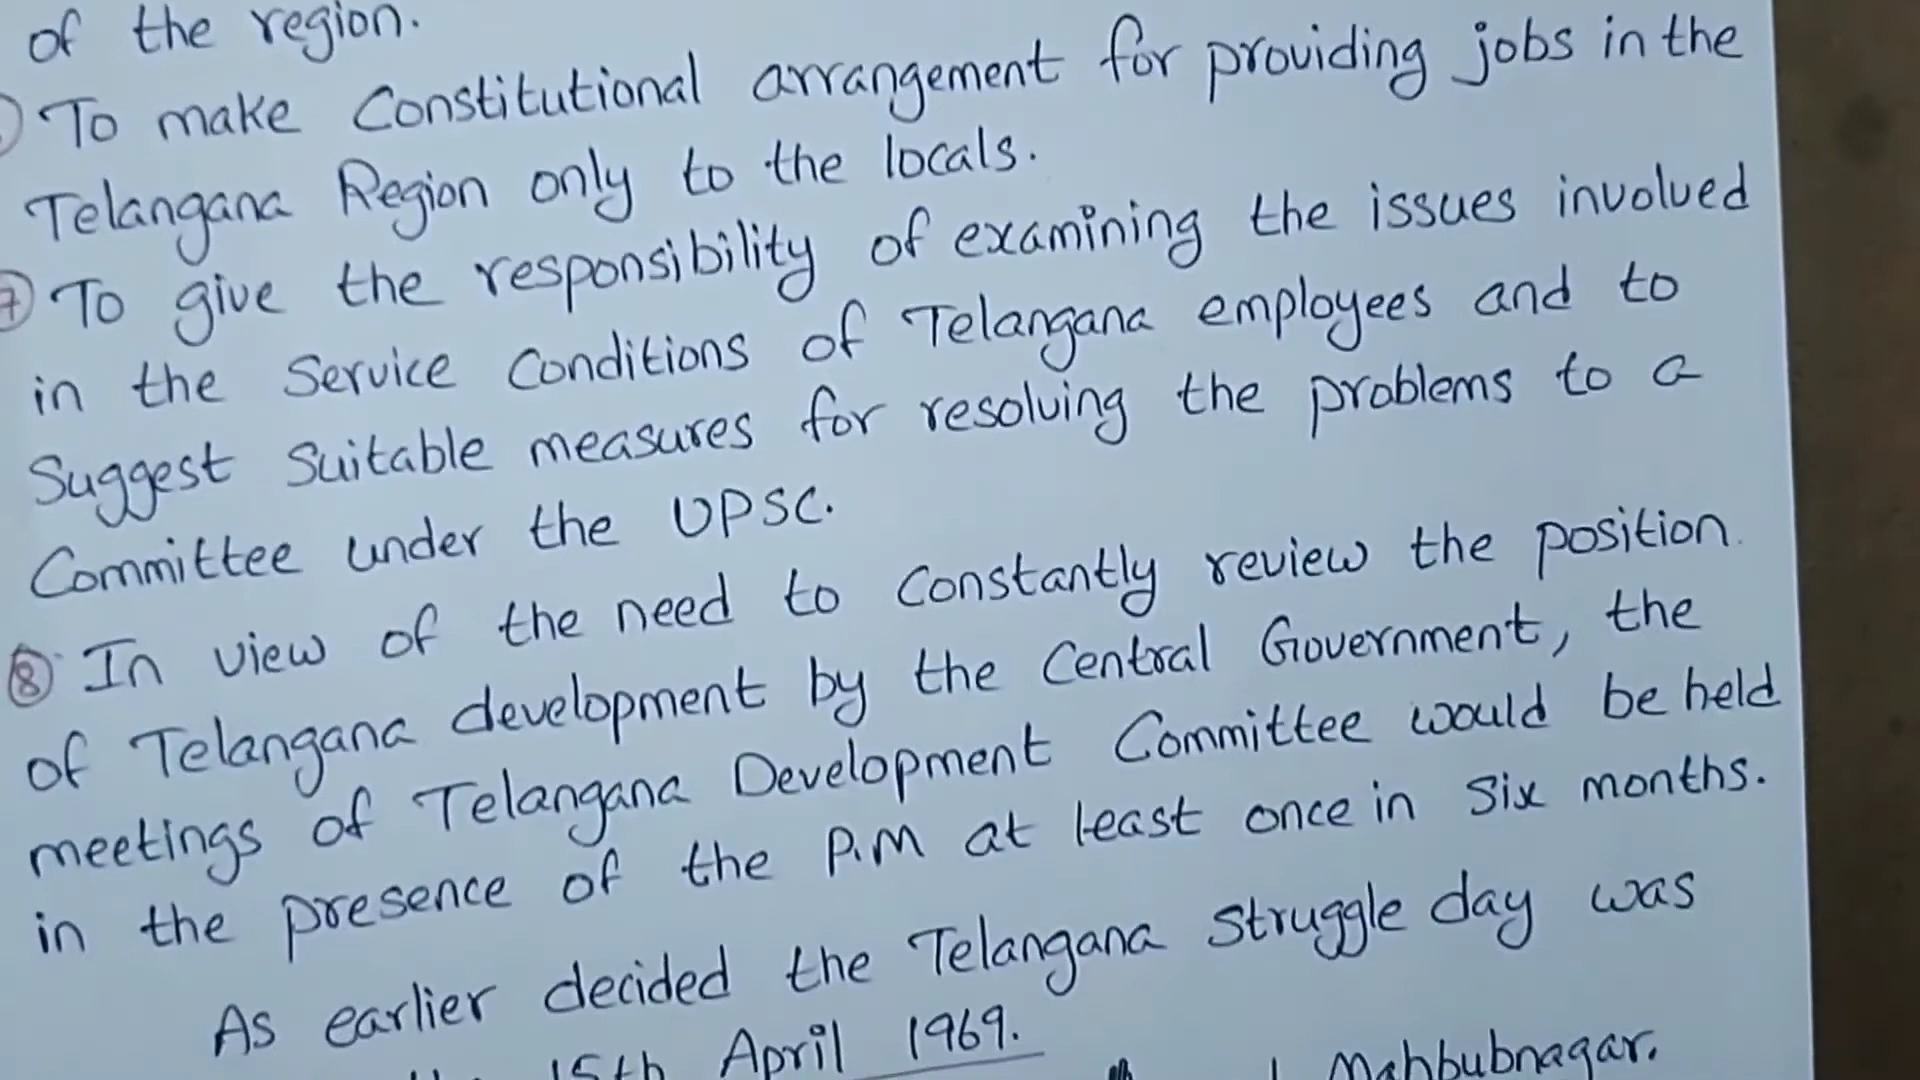 of the region.
To make Constitutional arrangement for providing jobs in the
Telangana Region only to the locals.
7 To give the responsibility of examining the issues involved
in the Service Conditions of Telangana employees and to
Suggest Suitable measures for resolving the problems to a
Committee under the UPSC.
8 In view of the need to Constantly review the position
of Telangana development by the Central Government, the
meetings of Telangana Development Committee would be held
in the presence of the P.M at least once in Six months.
As earlier decided the Telangana Struggle day was
15th April 1969.
Mahbubnagar.